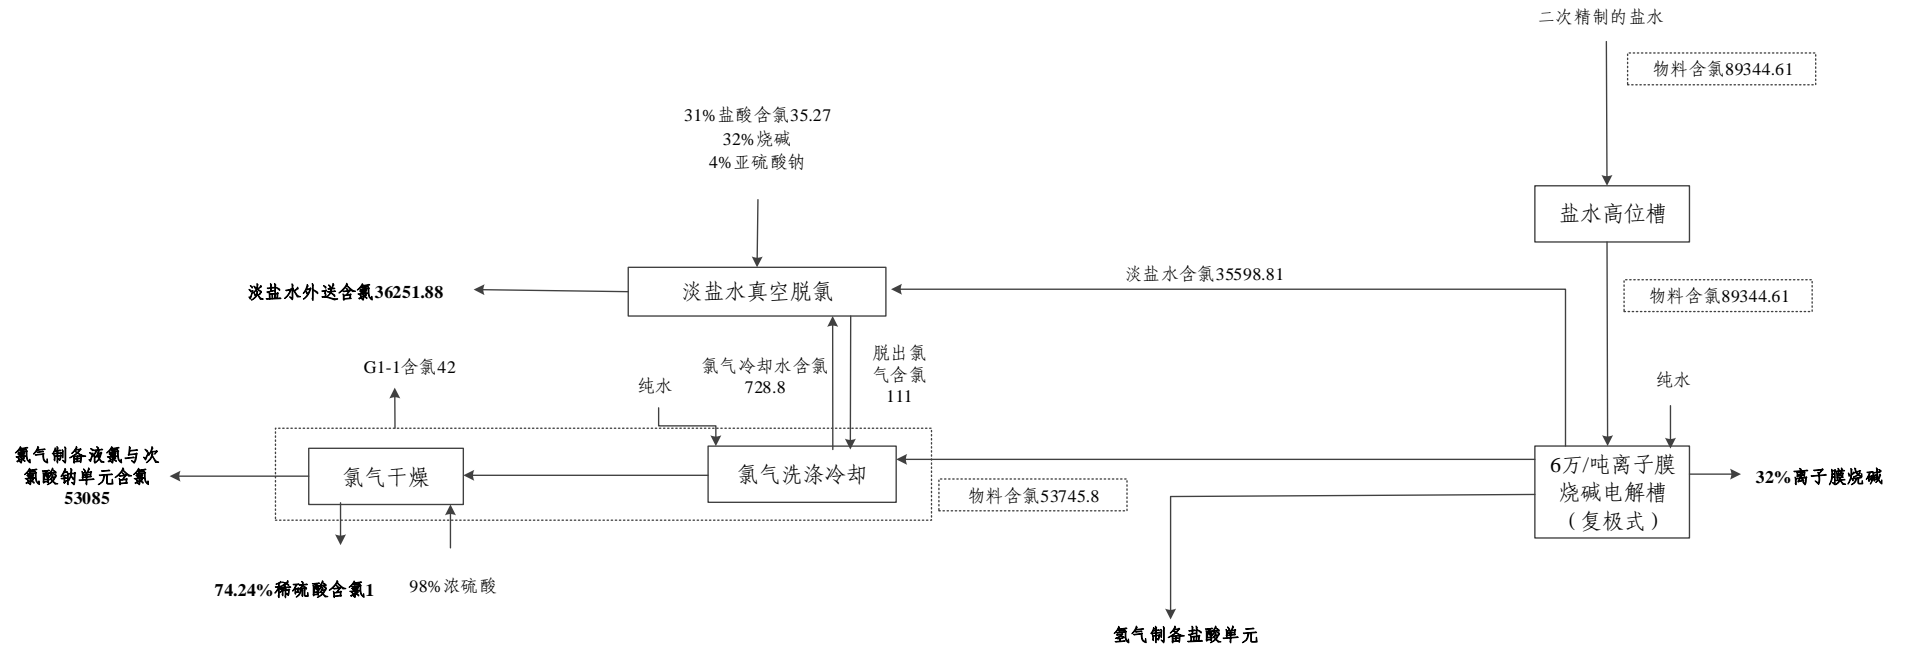 二次精制的盐水
物料含氯89344.61
31%盐酸含氯35.27
32%烧碱
4%亚硫酸钠
盐水高位槽
淡盐水含氯35598.81
淡盐水外送含氯36251.88
淡盐水真空脱氯
物料含氯89344.61
G1-1含氯42
纯水
氯气冷却水含氯
728.8
脱出氯
气含氯
111
纯水
氯气制备液氯与次
氯酸钠单元含氯
53085
氯气干燥
氯气洗涤冷却
物料含氯53745.8
6万/吨离子膜
烧碱电解槽
（复极式）
32%离子膜烧碱
74.24%稀硫酸含氯1
98%浓硫酸
氢气制备盐酸单元